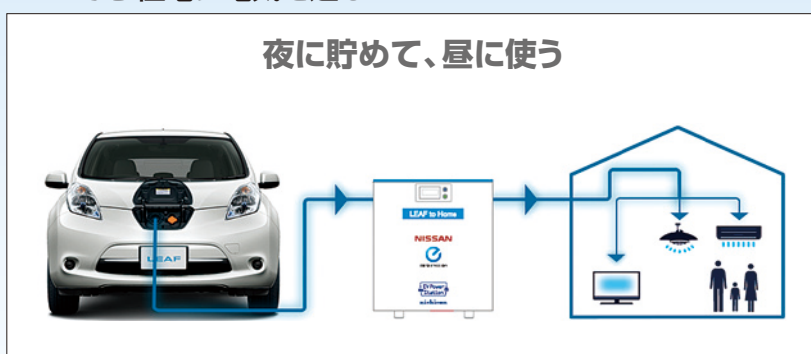 夜に貯めて、昼に使う
LEAF
LEAF to Home
NISSAN
EV Power
Station
nichicon